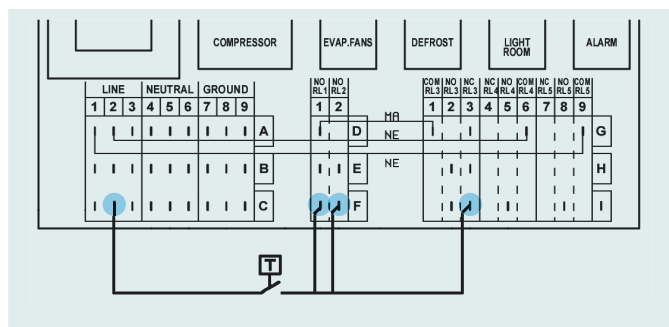 COMPRESSOR EVAP.FANS DEFROST LIGHT ROOM ALARM
LINE NEUTRAL GROUND
NO RL1 NO RL2
COM RL3 NO RL3 NC RL3 NC RL4 NO RL4 COM RL4 NC RL5 NO RL5 COM RL5
1 2 3 4 5 6 7 8 9 1 2 1 2 3 4 5 6 7 8 9
MA
A D G
NE
B E NE H
C F I
T